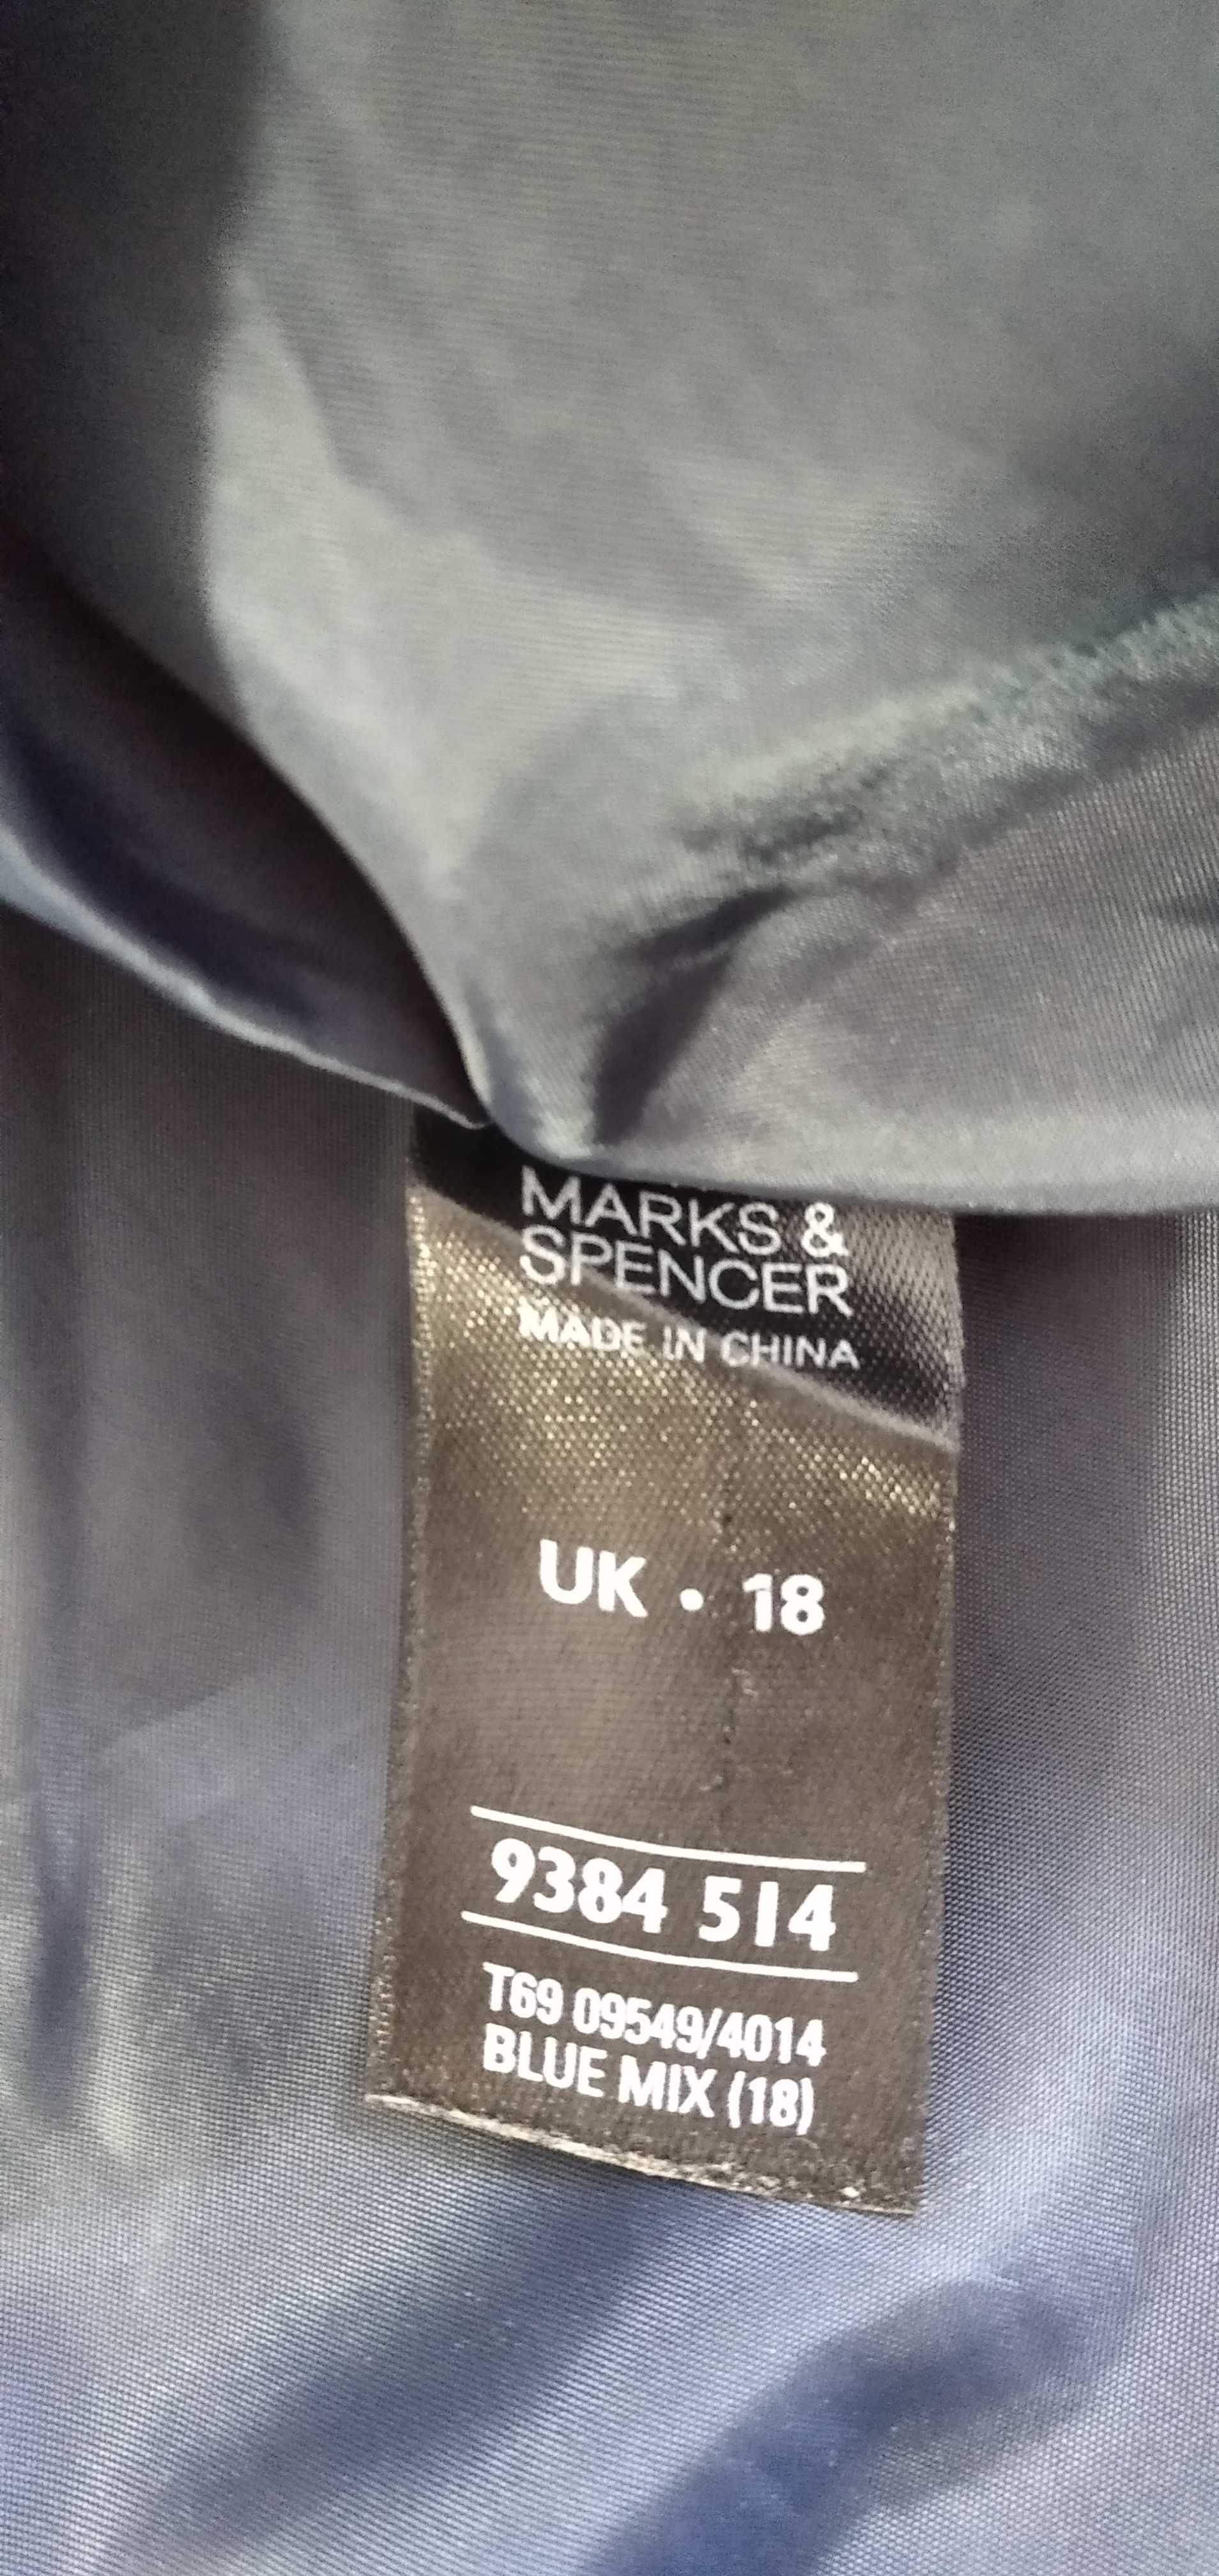 MARKS &
SPENCER
MADE IN CHINA
UK • 18
9384 514
T69 09549/4014
BLUE MIX (18)